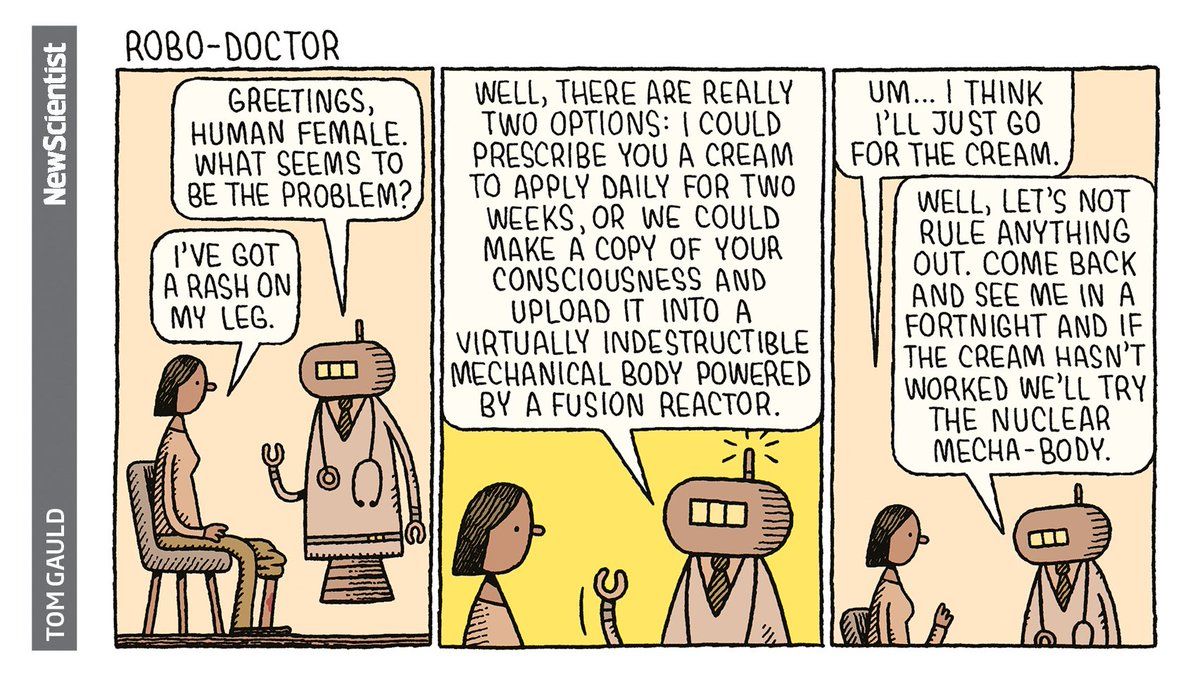 NewScientist
TOM GAULD
ROBO-DOCTOR
GREETINGS,
HUMAN FEMALE.
WHAT SEEMS TO
BE THE PROBLEM?
I'VE GOT
A RASH ON
MY LEG.
WELL, THERE ARE REALLY
TWO OPTIONS: I COULD
PRESCRIBE YOU A CREAM
TO APPLY DAILY FOR TWO
WEEKS, OR WE COULD
MAKE A COPY OF YOUR
CONSCIOUSNESS AND
UPLOAD IT INTO A
VIRTUALLY INDESTRUCTIBLE
MECHANICAL BODY POWERED
BY A FUSION REACTOR.
UM... I THINK
I'LL JUST GO
FOR THE CREAM.
WELL, LET'S NOT
RULE ANYTHING
OUT. COME BACK
AND SEE ME IN A
FORTNIGHT AND IF
THE CREAM HASN'T
WORKED WE'LL TRY
THE NUCLEAR
MECHA-BODY.